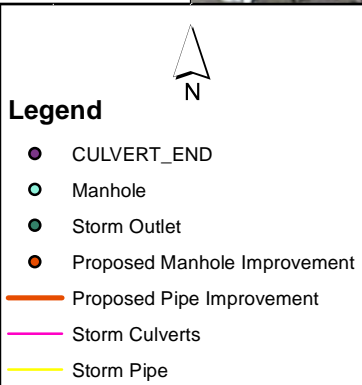 N
Legend
CULVERT_END
Manhole
Storm Outlet
Proposed Manhole Improvement
Proposed Pipe Improvement
Storm Culverts
Storm Pipe